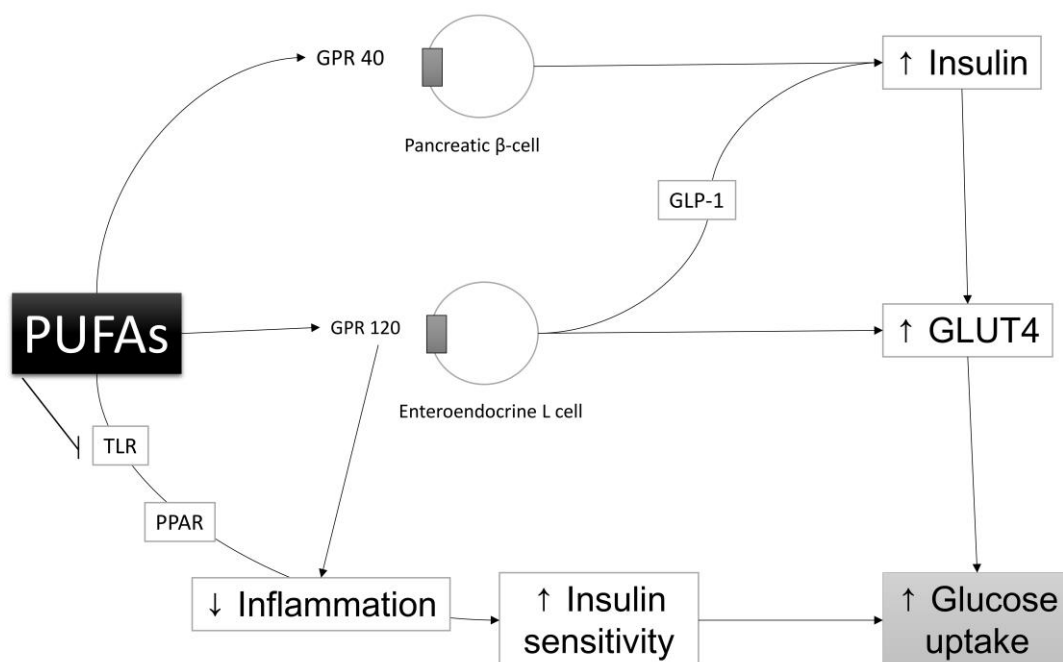 GPR 40
↑ Insulin
Pancreatic β-cell
GLP-1
PUFAs
GPR 120
↑ GLUT4
Enteroendocrine L cell
TLR
PPAR
↓ Inflammation
↑ Insulin
sensitivity
↑ Glucose
uptake